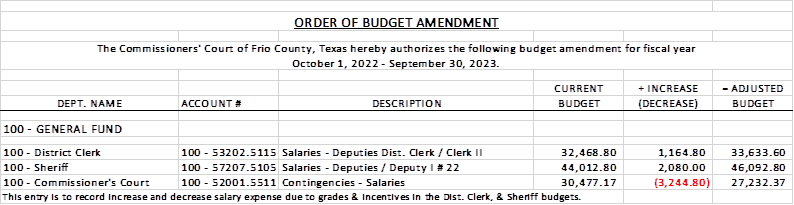 ORDER OF BUDGET AMENDMENT
The Commissioners' Court of Frio County, Texas hereby authorizes the following budget amendment for fiscal year
October 1, 2022 - September 30, 2023.
CURRENT + INCREASE = ADJUSTED
DEPT. NAME ACCOUNT # DESCRIPTION BUDGET (DECREASE) BUDGET
100 - GENERAL FUND
100 - District Clerk 100 - 53202.5115 Salaries - Deputies Dist. Clerk / Clerk II 32,468.80 1,164.80 33,633.60
100 - Sheriff 100 - 57207.5105 Salaries - Deputies / Deputy I # 22 44,012.80 2,080.00 46,092.80
100 - Commissioner's Court 100 - 52001.5511 Contingencies - Salaries 30,477.17 (3,244.80) 27,232.37
This entry is to record increase and decrease salary expense due to grades & incentives in the Dist. Clerk, & Sheriff budgets.